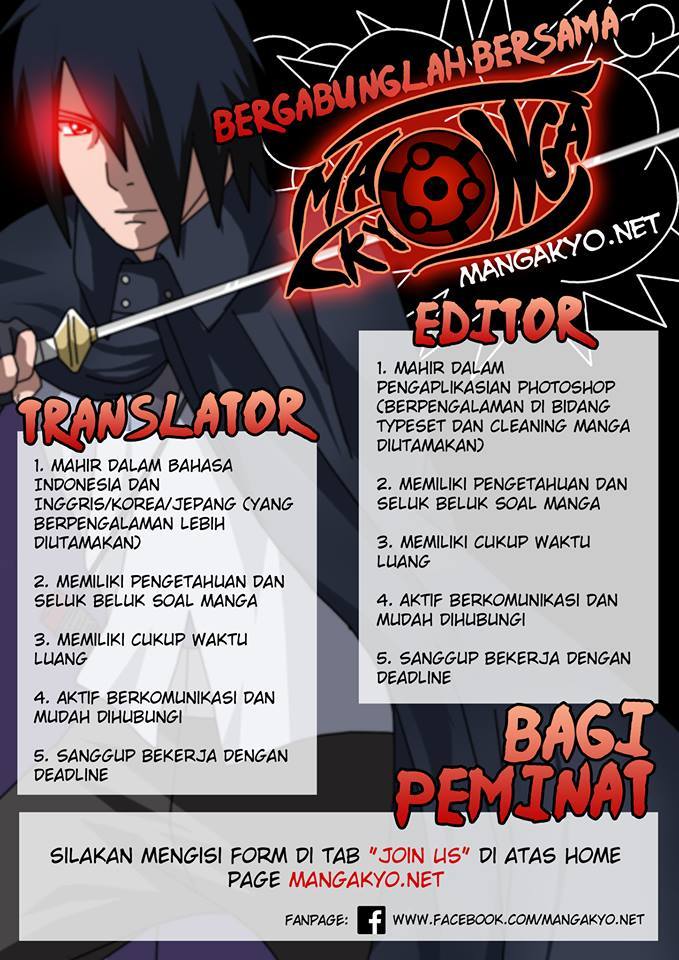 BERGABUNGLAH BERSAMA
MANGA
KYO
MANGAKYO.NET
TRANSLATOR
1. MAHIR DALAM BAHASA
INDONESIA DAN
INGGRIS/KOREA/JEPANG (YANG
BERPENGALAMAN LEBIH
DIUTAMAKAN)
2. MEMILIKI PENGETAHUAN DAN
SELUK BELUK SOAL MANGA
3. MEMILIKI CUKUP WAKTU
LUANG
4. AKTIF BERKOMUNIKASI DAN
MUDAH DIHUBUNGI
5. SANGGUP BEKERJA DENGAN
DEADLINE
EDITOR
1. MAHIR DALAM
PENGAPLIKASIAN PHOTOSHOP
(BERPENGALAMAN DI BIDANG
TYPESET DAN CLEANING MANGA
DIUTAMAKAN)
2. MEMILIKI PENGETAHUAN DAN
SELUK BELUK SOAL MANGA
3. MEMILIKI CUKUP WAKTU
LUANG
4. AKTIF BERKOMUNIKASI DAN
MUDAH DIHUBUNGI
5. SANGGUP BEKERJA DENGAN
DEADLINE
BAGI
PEMINAT
SILAKAN MENGISI FORM DI TAB "JOIN US" DI ATAS HOME
PAGE MANGAKYO.NET
FANPAGE: f WWW.FACEBOOK.COM/MANGAKYO.NET